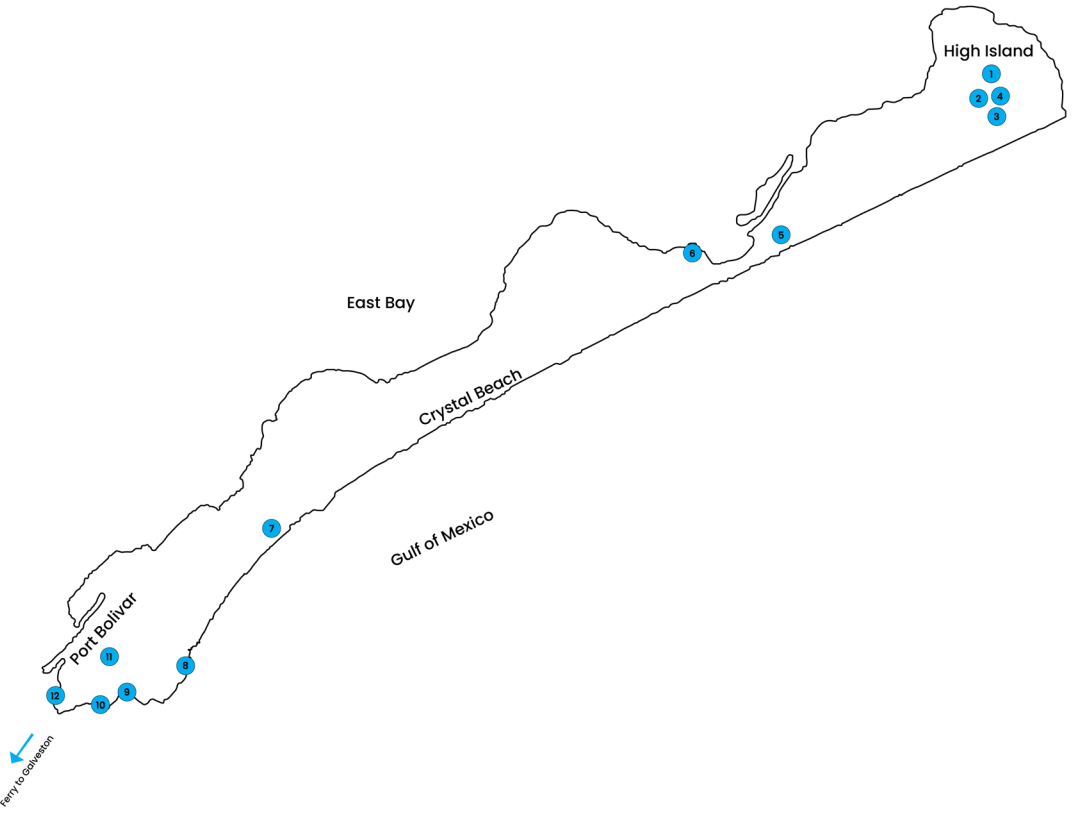 High Island
1
2
4
3
5
6
East Bay
Crystal Beach
7
Gulf of Mexico
Port Bolivar
11
8
12
9
10
Ferry to Galveston